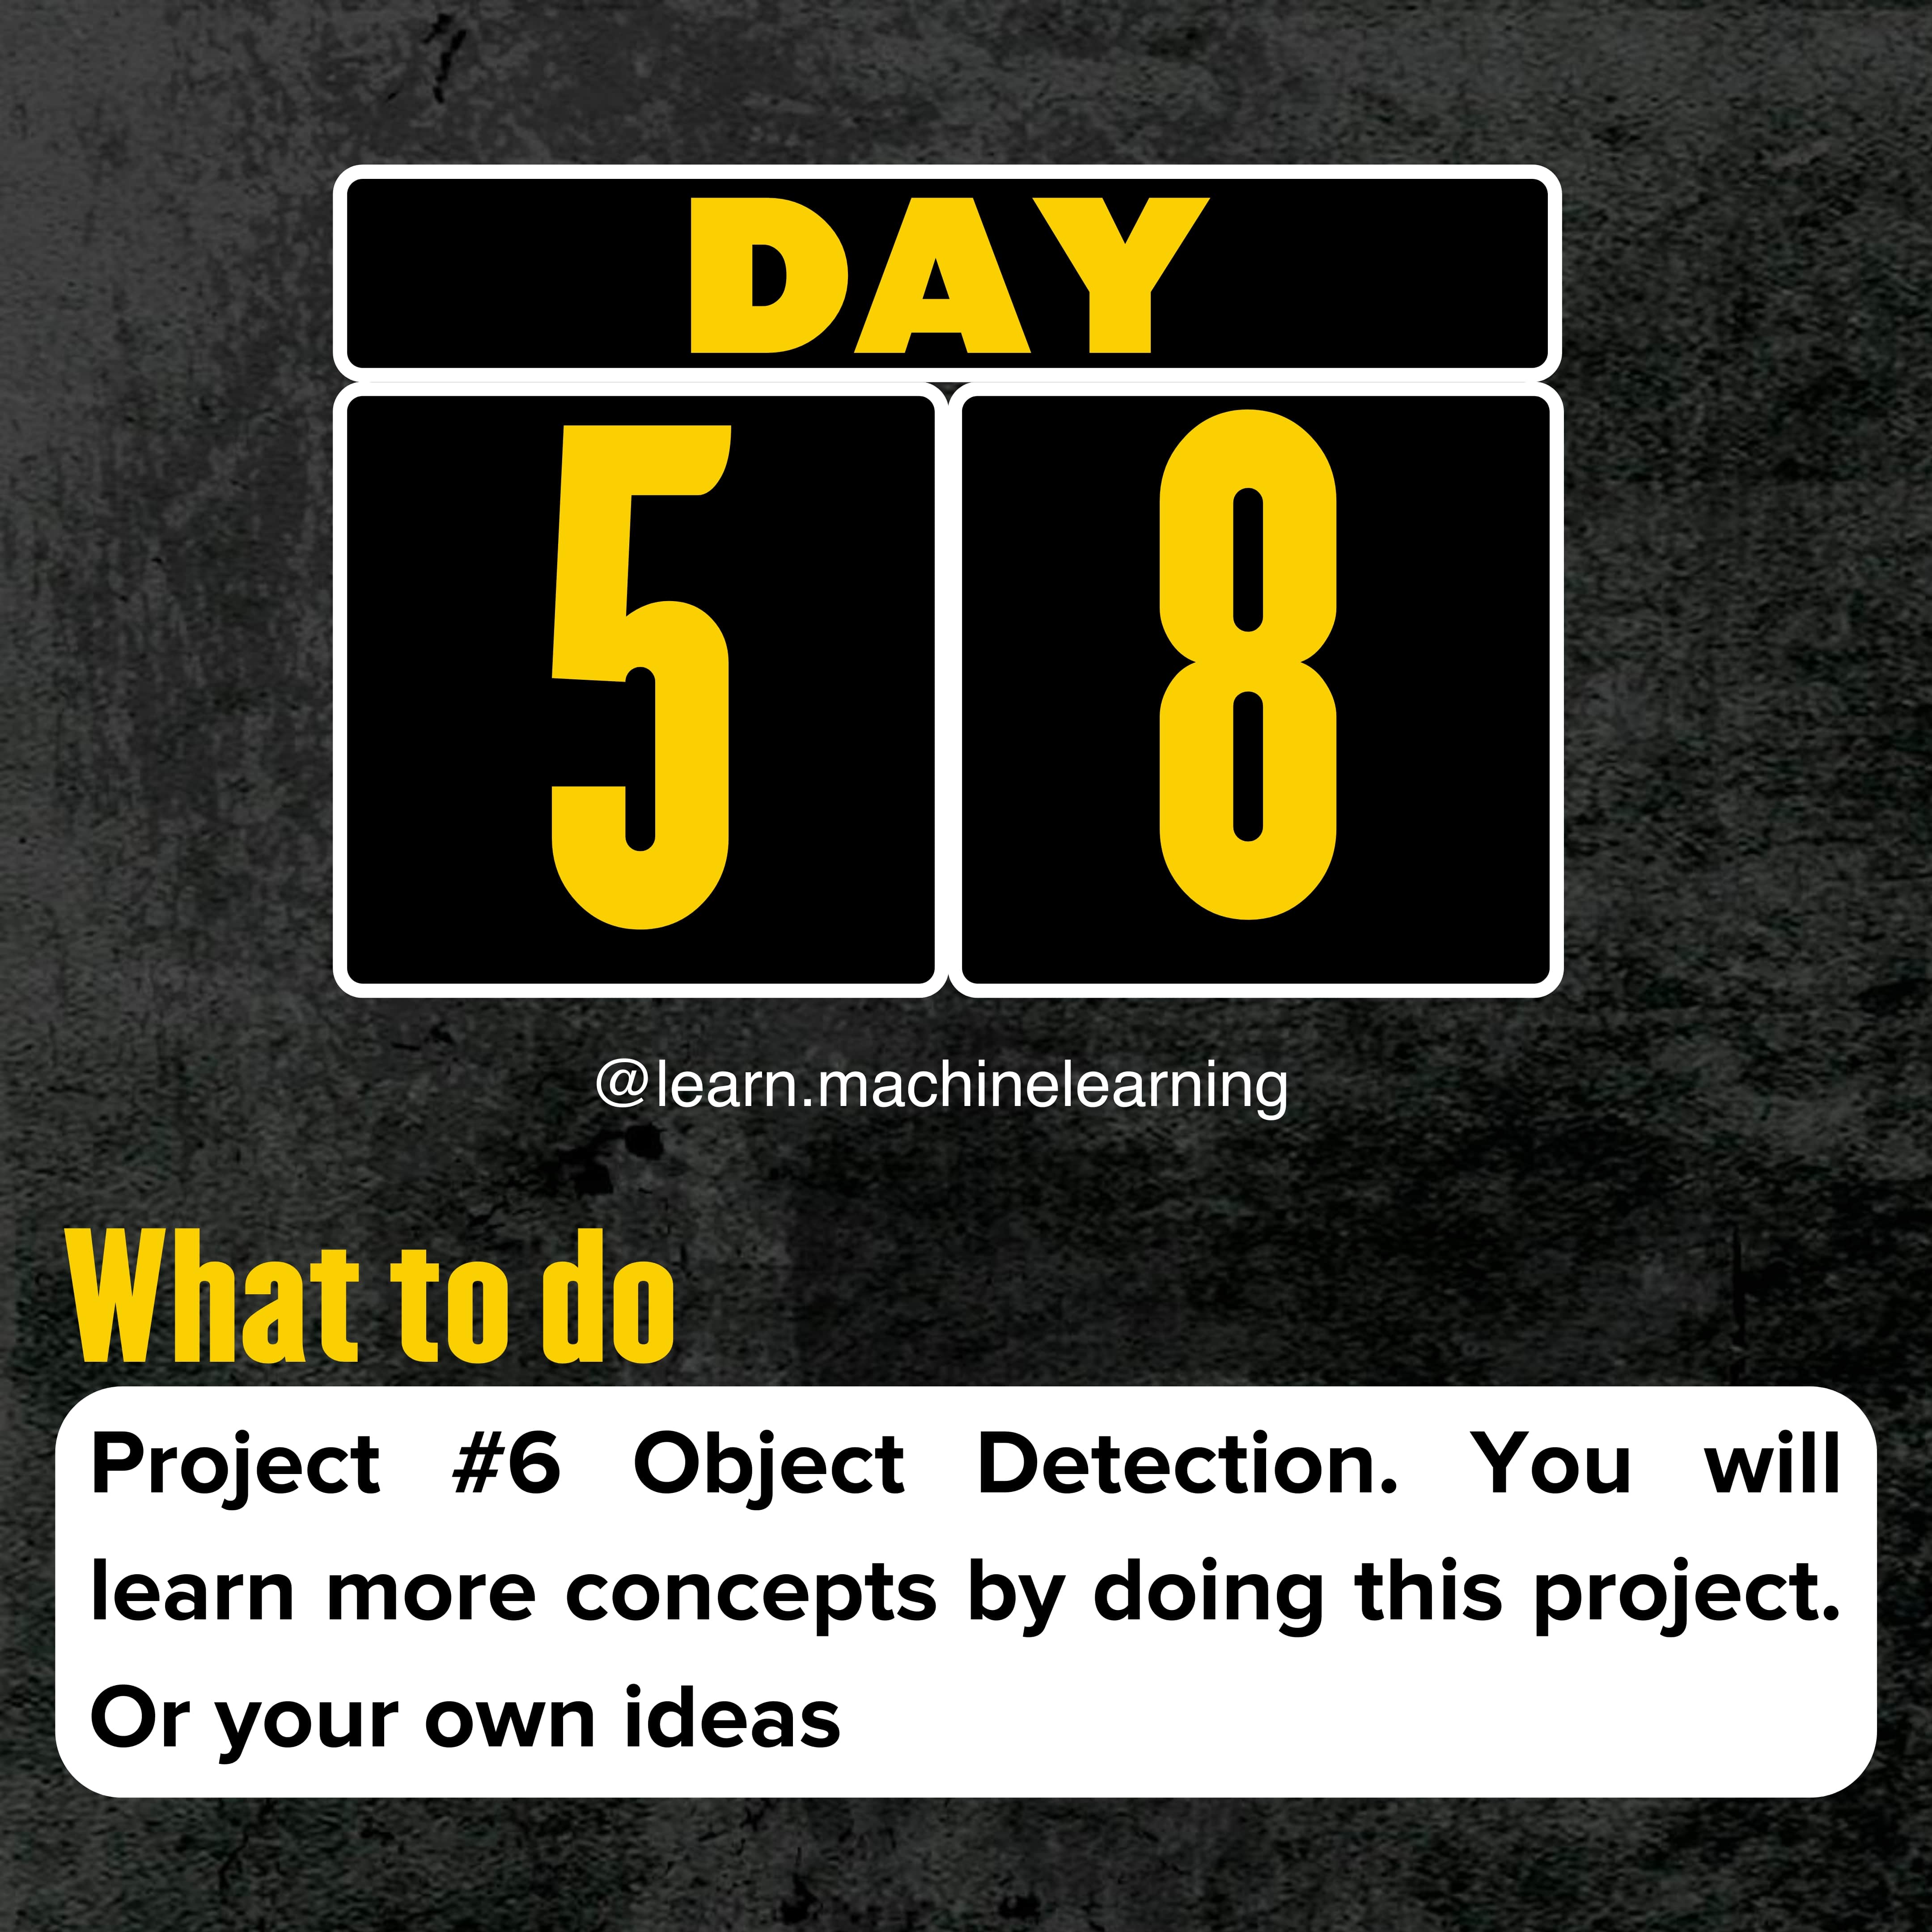 DAY
5 8
@learn.machinelearning
What to do
Project #6 Object Detection. You will
learn more concepts by doing this project.
Or your own ideas